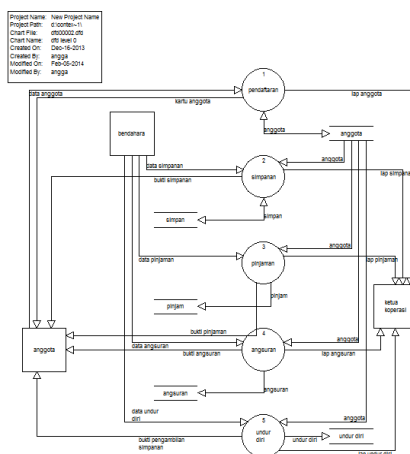 Project Name: New Project Name
Project Path: d:\contex~1\
Chart File: dfd00002.dfd
Chart Name: dfd level 0
Created On: Dec-16-2013
Created By: angga
Modified On: Feb-05-2014
Modified By: angga
1
pendaftaran
data anggota
kartu anggota
lap anggota
bendahara
anggota
anggota
2
simpanan
data simpanan
bukti simpanan
anggota
lap simpana
simpan
simpan
3
pinjaman
data pinjaman
anggota
lap pinjaman
pinjam
pinjam
ketua
koperasi
anggota
4
angsuran
bukti pinjaman
data angsuran
bukti angsuran
anggota
lap angsuran
angsuran
angsuran
5
undur
diri
data undur
diri
anggota
bukti pengambilan
simpanan
undur diri
undur diri